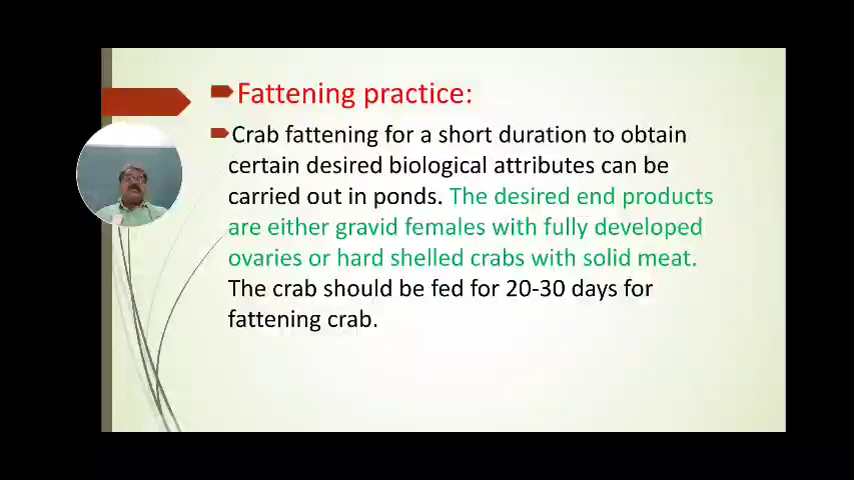 Fattening practice:
Crab fattening for a short duration to obtain
certain desired biological attributes can be
carried out in ponds. The desired end products
are either gravid females with fully developed
ovaries or hard shelled crabs with solid meat.
The crab should be fed for 20-30 days for
fattening crab.